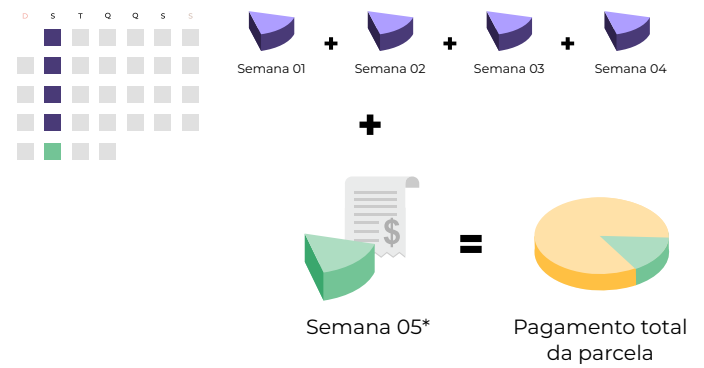 D S T Q Q S S
Semana 01 + Semana 02 + Semana 03 + Semana 04
+
$
Semana 05* =
Pagamento total
da parcela